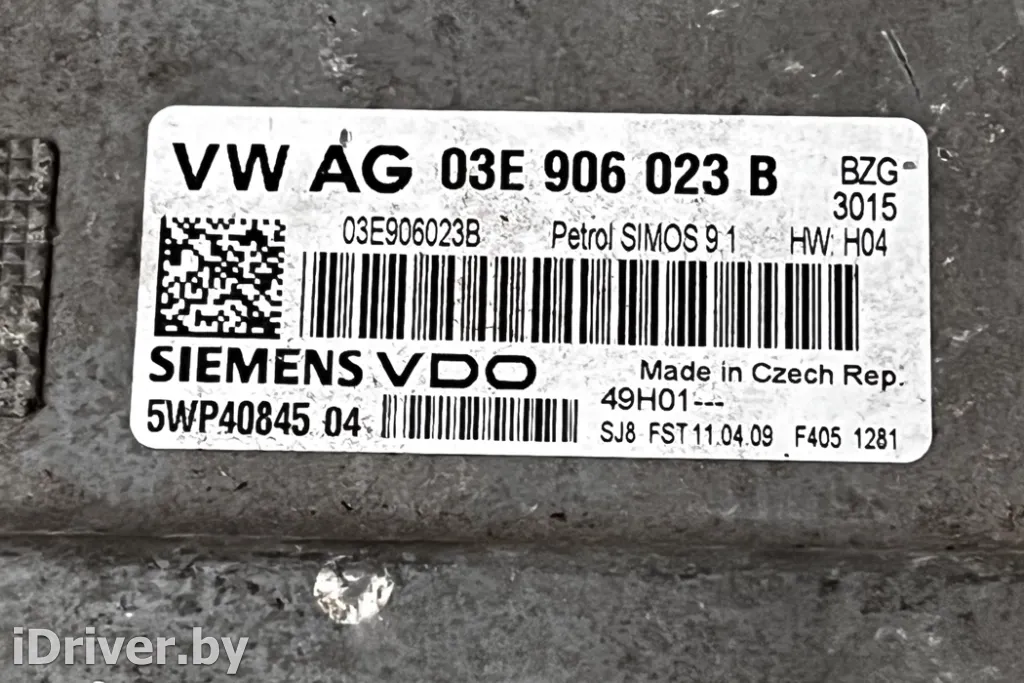 VW AG 03E 906 023 B BZG
3015
03E906023B Petrol SIMOS 9.1 HW: H04
SIEMENS VDO Made in Czech Rep.
49H01---
5WP40845 04 SJ8 FST 11.04.09 F405 1281
iDriver.by